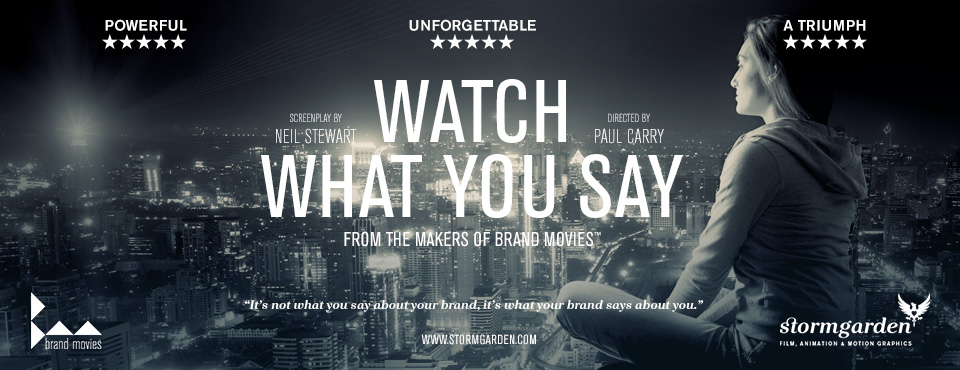 POWERFUL
★★★★★
UNFORGETTABLE
★★★★★
A TRIUMPH
★★★★★
WATCH
WHAT YOU SAY
SCREENPLAY BY
NEIL STEWART
DIRECTED BY
PAUL CARRY
FROM THE MAKERS OF BRAND MOVIES™
“It’s not what you say about your brand, it’s what your brand says about you.”
WWW.STORMGARDEN.COM
brand movies
stormgarden
FILM, ANIMATION & MOTION GRAPHICS